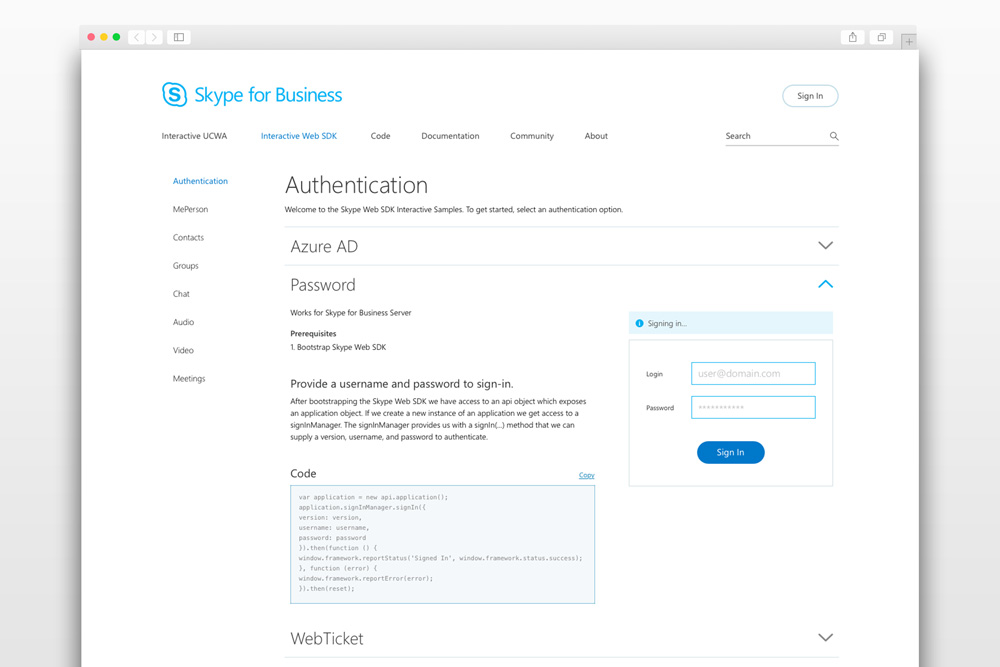 Skype for Business
Sign In
Interactive UCWA
Interactive Web SDK
Code
Documentation
Community
About
Search
Authentication
MePerson
Contacts
Groups
Chat
Audio
Video
Meetings
Authentication
Welcome to the Skype Web SDK Interactive Samples. To get started, select an authentication option.
Azure AD
Password
Works for Skype for Business Server
Prerequisites
1. Bootstrap Skype Web SDK
Provide a username and password to sign-in.
After bootstrapping the Skype Web SDK we have access to an api object which exposes
an application object. If we create a new instance of an application we get access to a
signInManager. The signInManager provides us with a signIn(...) method that we can
supply a version, username, and password to authenticate.
Code
Copy
var application = new api.application();
application.signInManager.signIn({
version: version,
username: username,
password: password
}).then(function () {
window.framework.reportStatus('Signed In', window.framework.status.success);
}, function (error) {
window.framework.reportError(error);
}).then(reset);
Signing in...
Login
user@domain.com
Password
***********
Sign In
WebTicket